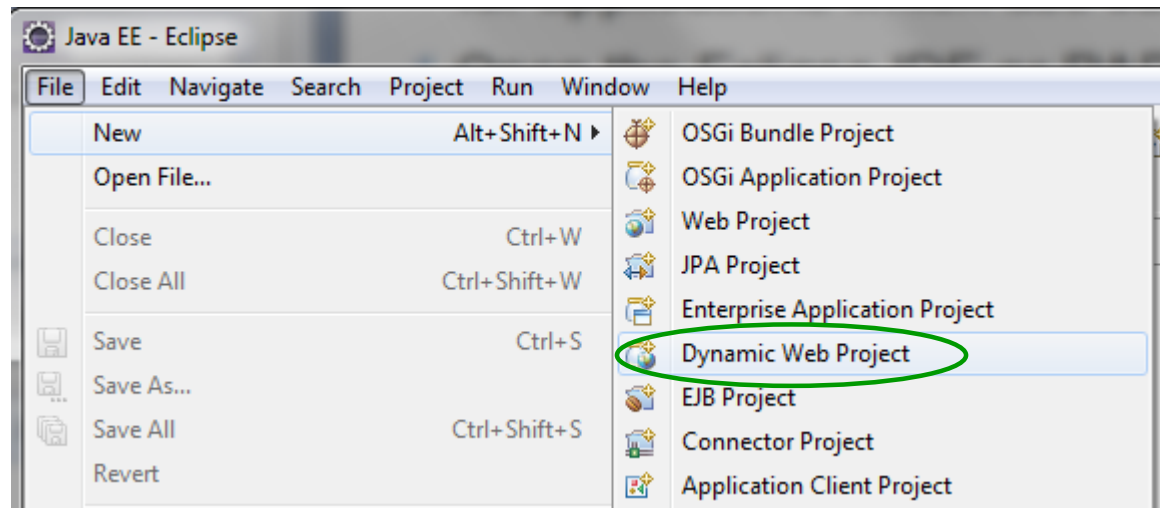 Java EE - Eclipse
File Edit Navigate Search Project Run Window Help
New Alt+Shift+N
Open File...
Close Ctrl+W
Close All Ctrl+Shift+W
Save Ctrl+S
Save As...
Save All Ctrl+Shift+S
Revert
OSGi Bundle Project
OSGi Application Project
Web Project
JPA Project
Enterprise Application Project
Dynamic Web Project
EJB Project
Connector Project
Application Client Project